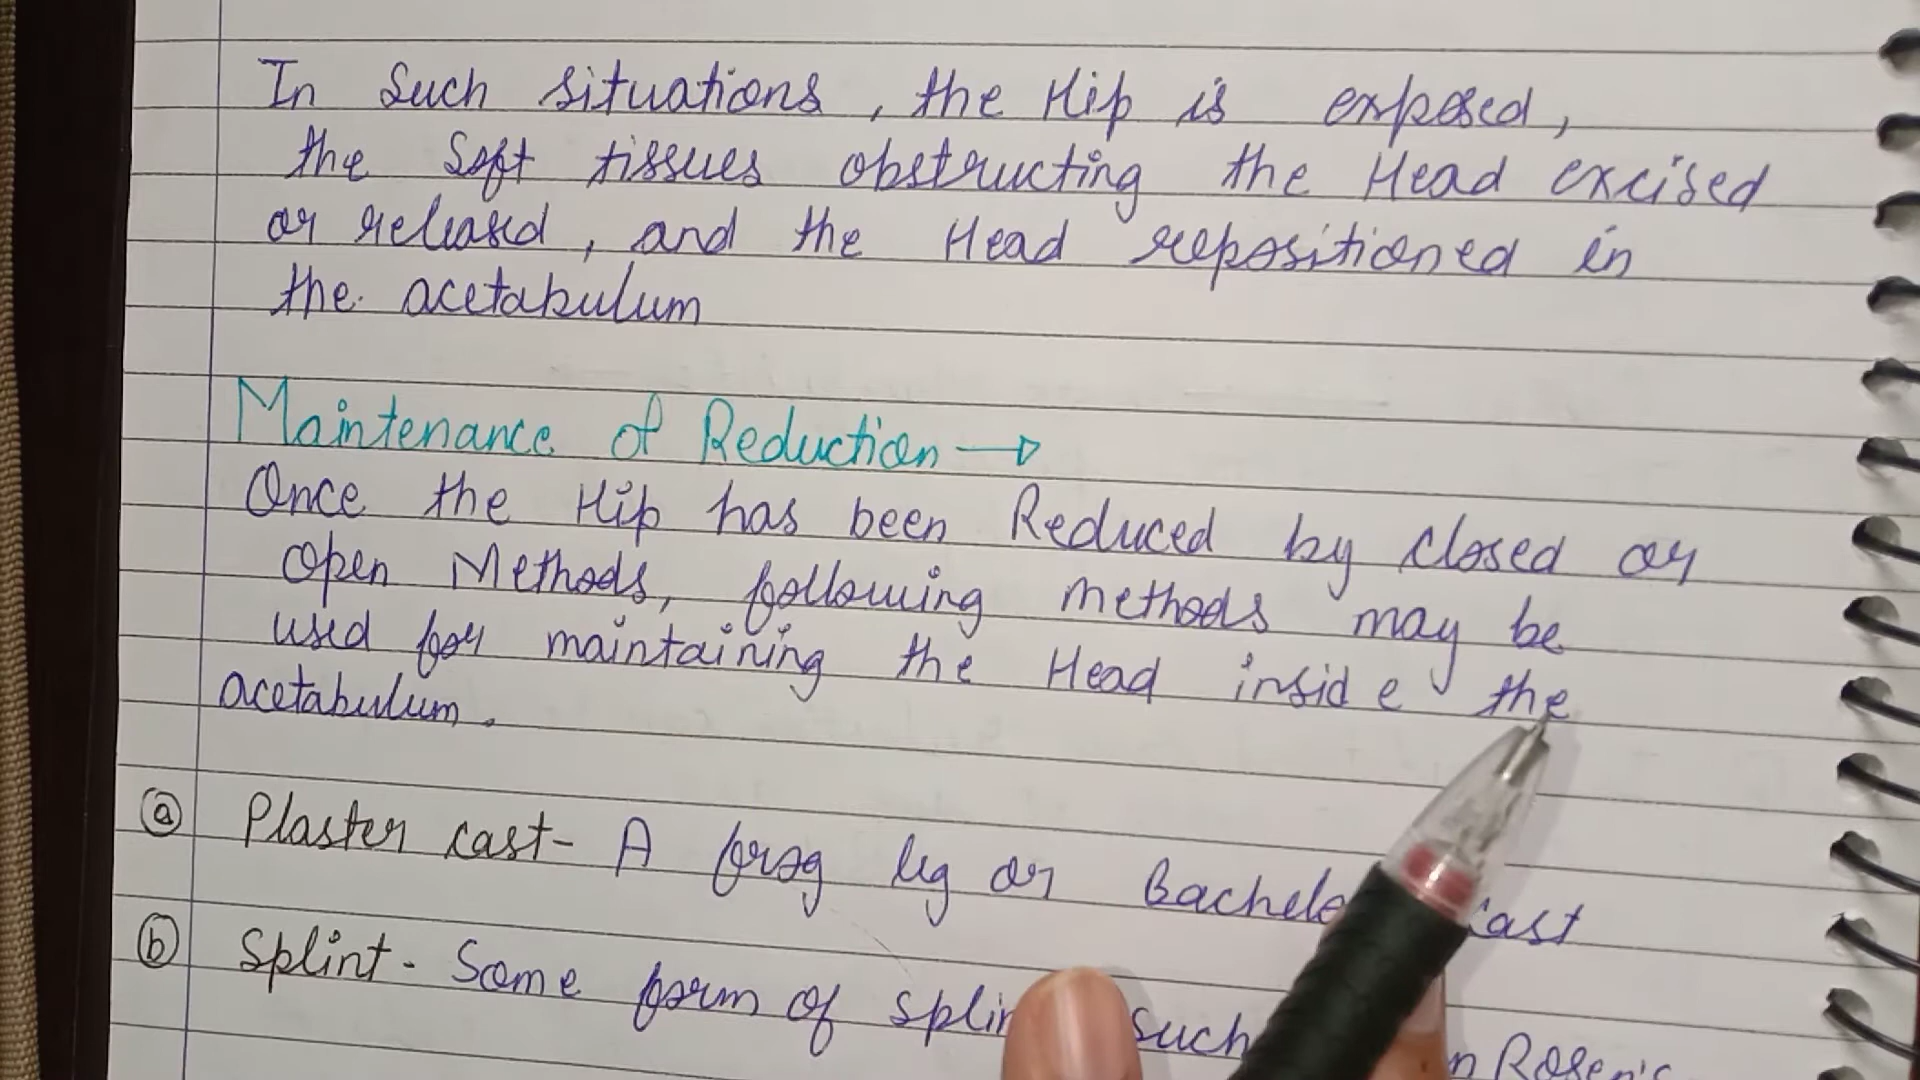 In Such situations, the Hip is exposed,
the Soft tissues obstructing the Head excised
or released, and the Head repositioned in
the acetabulum
Maintenance of Reduction →
Once the Hip has been Reduced by closed or
open Methods, following methods may be
used for maintaining the Head inside the
acetabulum.
(a) Plaster cast- A frog leg or cast
(b) Splint- Some form of such